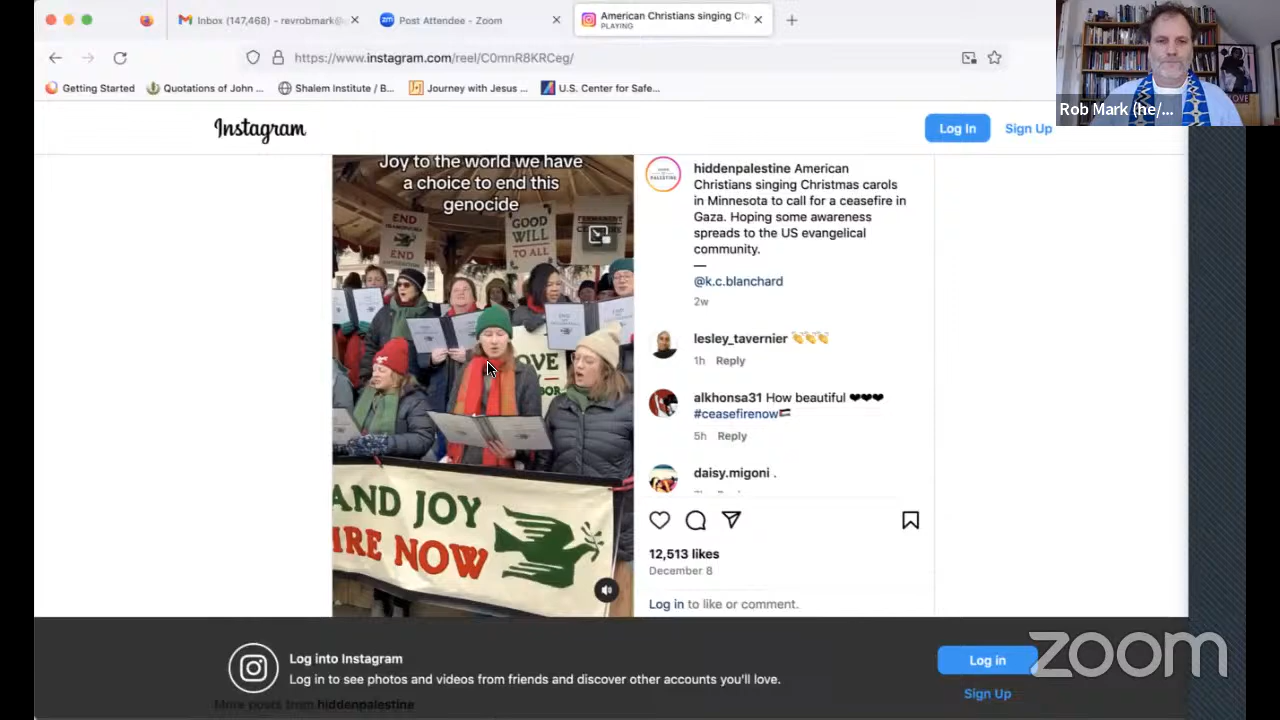 Inbox (147,468) - revrobmark@
Post Attendee - Zoom
American Christians singing Ch
PLAYING
https://www.instagram.com/reel/C0mnR8KRCeg/
Getting Started
Quotations of John ...
Shalem Institute / B...
Journey with Jesus ...
U.S. Center for Safe...
Rob Mark (he/...
LOVE
Instagram
Log In
Sign Up
Joy to the world we have
a choice to end this
genocide
END
END
GOOD
WILL
TO ALL
OVE
AND JOY
FIRE NOW
hiddenpalestine American
Christians singing Christmas carols
in Minnesota to call for a ceasefire in
Gaza. Hoping some awareness
spreads to the US evangelical
community.
—
@k.c.blanchard
2w
lesley_tavernier 👏👏👏
1h Reply
alkhonsa31 How beautiful ❤❤❤
#ceasefirenow🇵🇸
5h Reply
daisy.migoni .
12,513 likes
December 8
Log in to like or comment.
Log into Instagram
Log in to see photos and videos from friends and discover other accounts you'll love.
Log in
Sign Up
More posts from hiddenpalestine
zoom